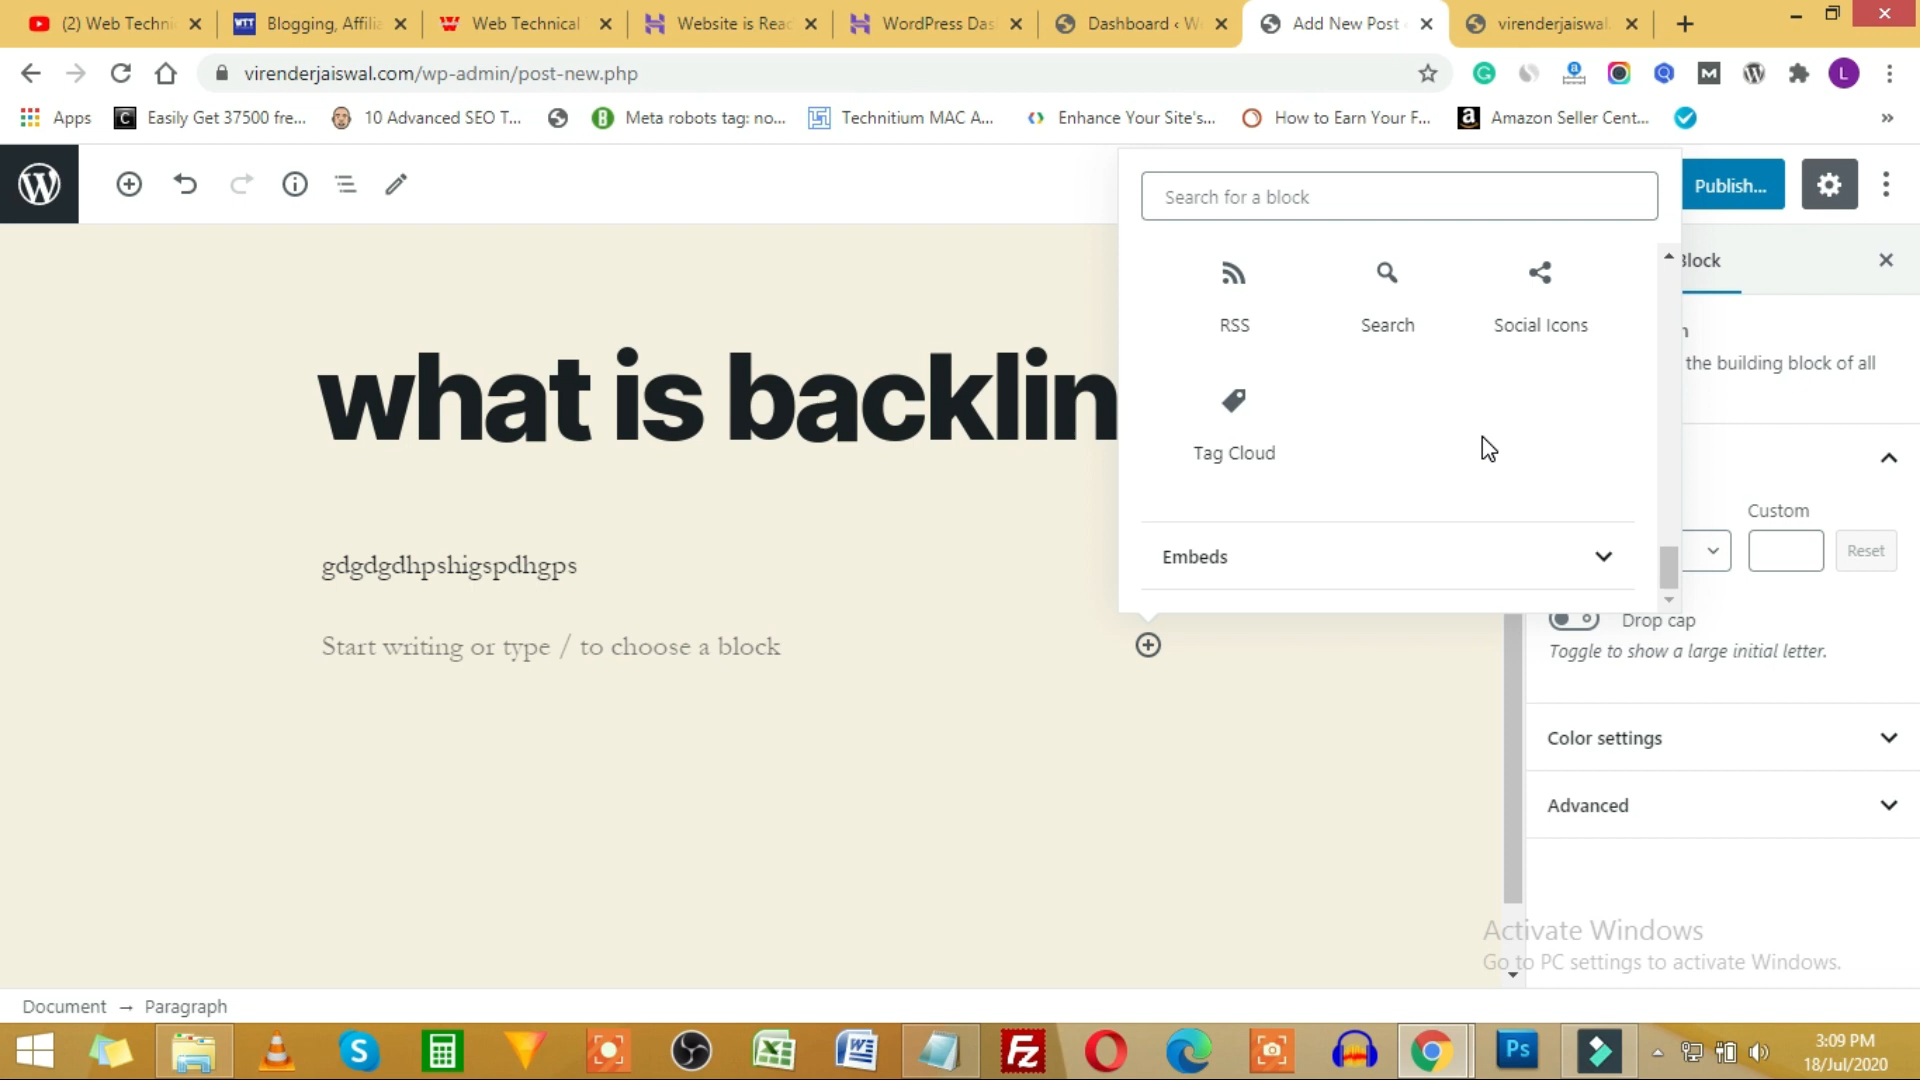 (2) Web Techni
Blogging, Affilia
Web Technical
Website is Read
WordPress Das
Dashboard ‹ W
Add New Post ‹
virenderjaiswal.
virenderjaiswal.com/wp-admin/post-new.php
L
Apps
Easily Get 37500 fre...
10 Advanced SEO T...
Meta robots tag: no...
Technitium MAC A...
Enhance Your Site's...
How to Earn Your F...
Amazon Seller Cent...
»
Search for a block
Publish...
Block
RSS
Search
Social Icons
the building block of all
what is backlin
Tag Cloud
Custom
Reset
Embeds
gdgdgdhpshigspdhgps
Drop cap
Start writing or type / to choose a block
Toggle to show a large initial letter.
Color settings
Advanced
Activate Windows
Go to PC settings to activate Windows.
Document → Paragraph
3:09 PM
18/Jul/2020